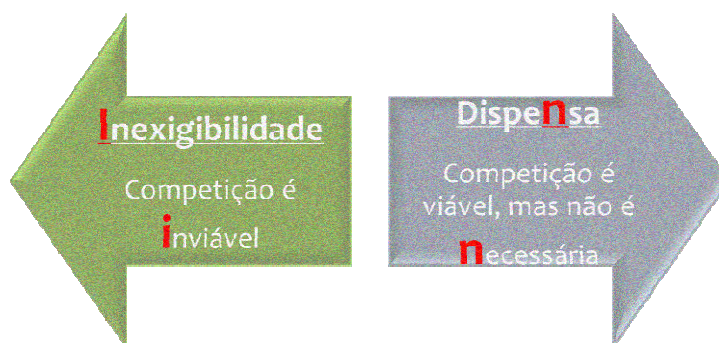 Inexigibilidade
Competição é
inviável
Dispensa
Competição é
viável, mas não é
necessária